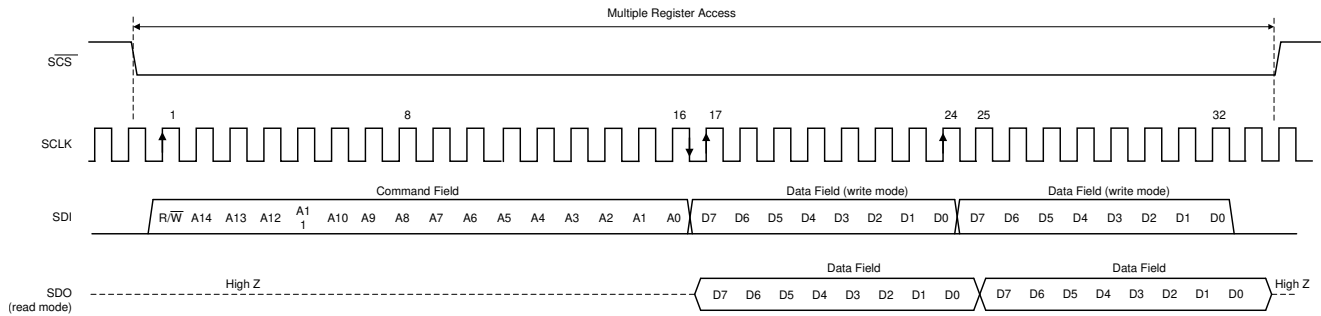 Multiple Register Access
SCS
1 8 16 17 24 25 32
SCLK
Command Field Data Field (write mode) Data Field (write mode)
SDI R/W A14 A13 A12 A1 1 A10 A9 A8 A7 A6 A5 A4 A3 A2 A1 A0 D7 D6 D5 D4 D3 D2 D1 D0 D7 D6 D5 D4 D3 D2 D1 D0
Data Field Data Field
High Z High Z
SDO D7 D6 D5 D4 D3 D2 D1 D0 D7 D6 D5 D4 D3 D2 D1 D0
(read mode)